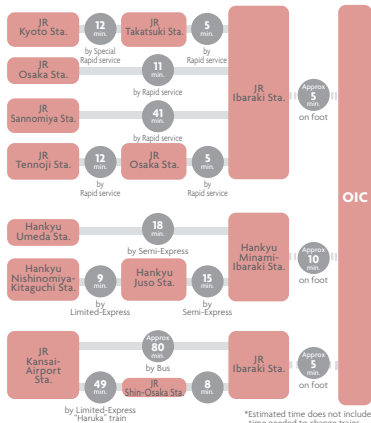 JR
Kyoto Sta.
12
min.
by Special
Rapid service
JR
Takatsuki Sta.
5
min.
by
Rapid service
JR
Osaka Sta.
11
min.
by Rapid service
JR
Sannomiya Sta.
41
min.
by Rapid service
JR
Tennoji Sta.
12
min.
by
Rapid service
JR
Osaka Sta.
5
min.
by
Rapid service
JR
Ibaraki Sta.
Approx
5
min.
on foot
OIC
Hankyu
Umeda Sta.
18
min.
by Semi-Express
Hankyu
Nishinomiya-
Kitaguchi Sta.
9
min.
by
Limited-Express
Hankyu
Juso Sta.
15
min.
by
Semi-Express
Hankyu
Minami-
Ibaraki Sta.
Approx
10
min.
on foot
JR
Kansai-
Airport
Sta.
Approx
80
min.
by Bus
49
min.
by Limited-Express
"Haruka" train
JR
Shin-Osaka Sta.
8
min.
JR
Ibaraki Sta.
Approx
5
min.
on foot
*Estimated time does not include
time needed to change trains